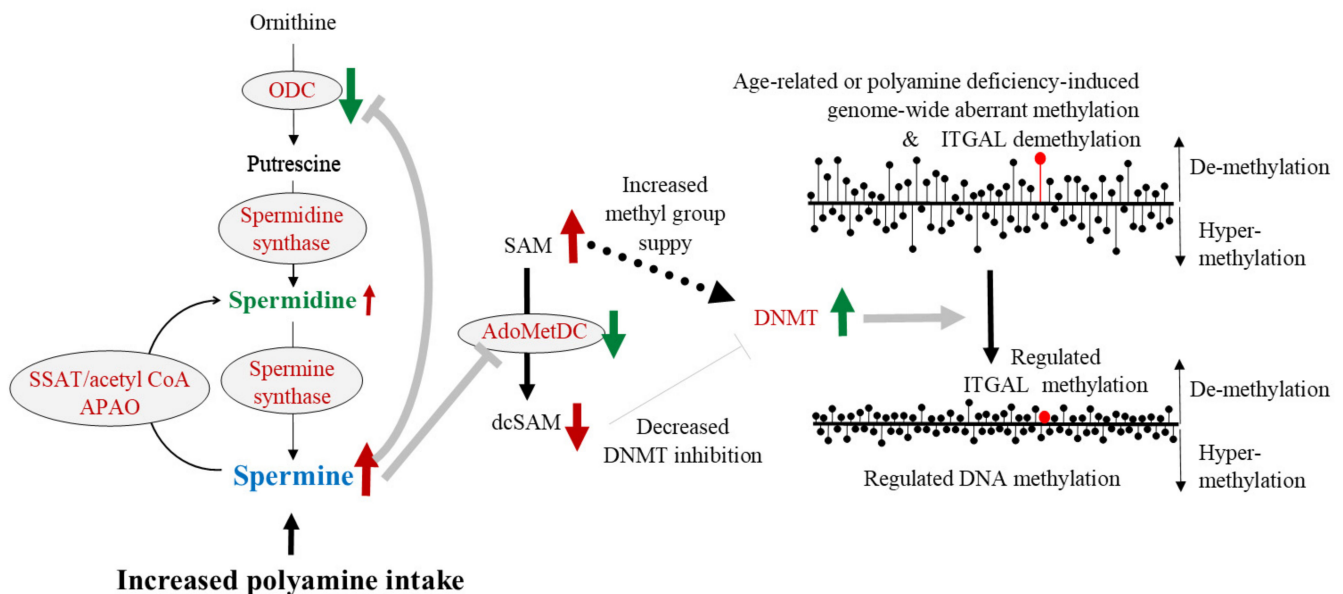 Ornithine
ODC
Putrescine
Spermidine
synthase
Spermidine
SSAT/acetyl CoA
APAO
Spermine
synthase
Spermine
Increased polyamine intake
SAM
Increased
methyl group
suppy
AdoMetDC
dcSAM
Decreased
DNMT inhibition
DNMT
Age-related or polyamine deficiency-induced
genome-wide aberrant methylation
& ITGAL demethylation
De-methylation
Hyper-
methylation
Regulated
ITGAL methylation
De-methylation
Hyper-
methylation
Regulated DNA methylation